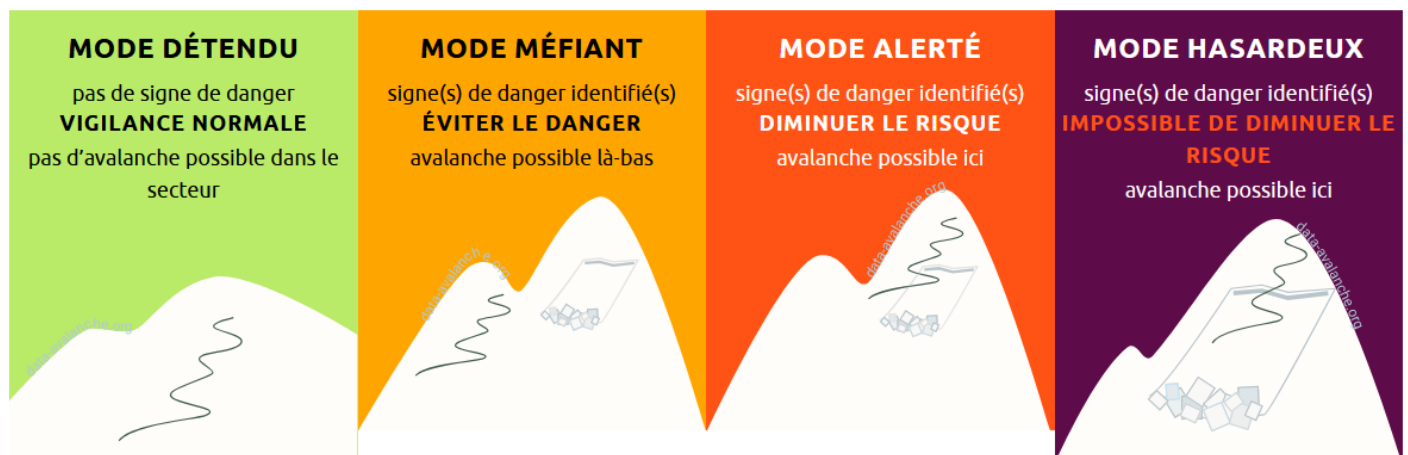 MODE DÉTENDU
pas de signe de danger
VIGILANCE NORMALE
pas d'avalanche possible dans le
secteur
data-avalanche.org
MODE MÉFIANT
signe(s) de danger identifié(s)
ÉVITER LE DANGER
avalanche possible là-bas
data-avalanche.org
MODE ALERTÉ
signe(s) de danger identifié(s)
DIMINUER LE RISQUE
avalanche possible ici
data-avalanche.org
MODE HASARDEUX
signe(s) de danger identifié(s)
IMPOSSIBLE DE DIMINUER LE
RISQUE
avalanche possible ici
data-avalanche.org